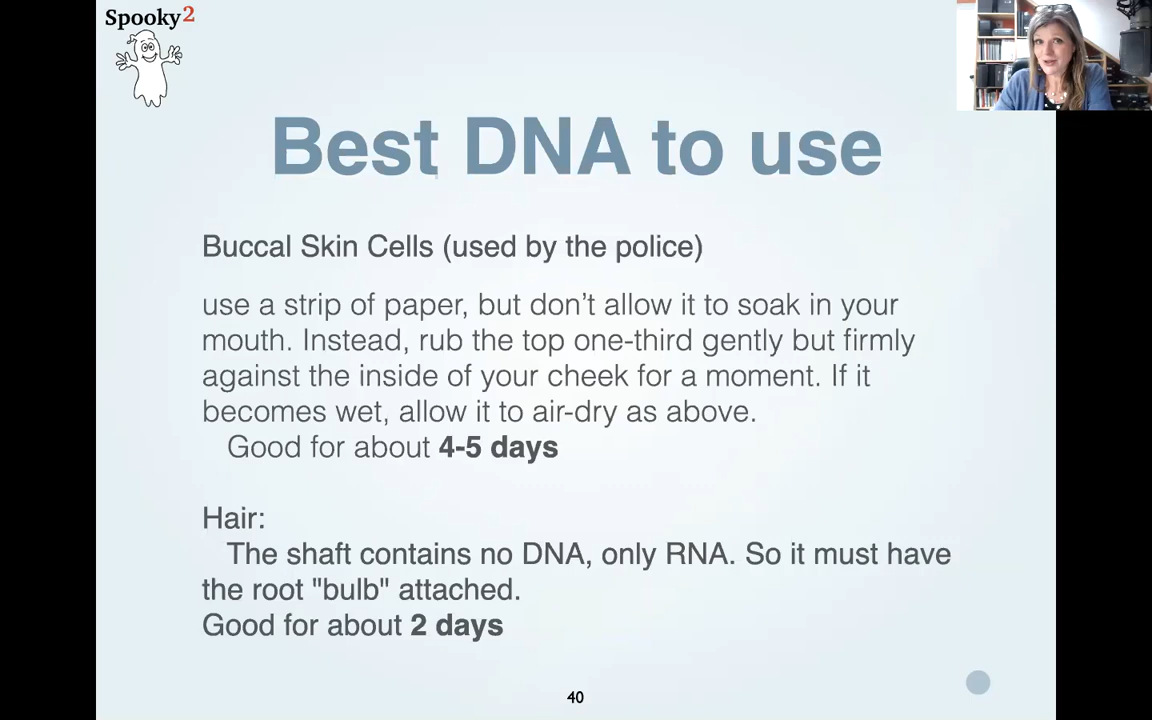 Spooky2
Best DNA to use
Buccal Skin Cells (used by the police)
use a strip of paper, but don't allow it to soak in your
mouth. Instead, rub the top one-third gently but firmly
against the inside of your cheek for a moment. If it
becomes wet, allow it to air-dry as above.
Good for about 4-5 days
Hair:
The shaft contains no DNA, only RNA. So it must have
the root "bulb" attached.
Good for about 2 days
40